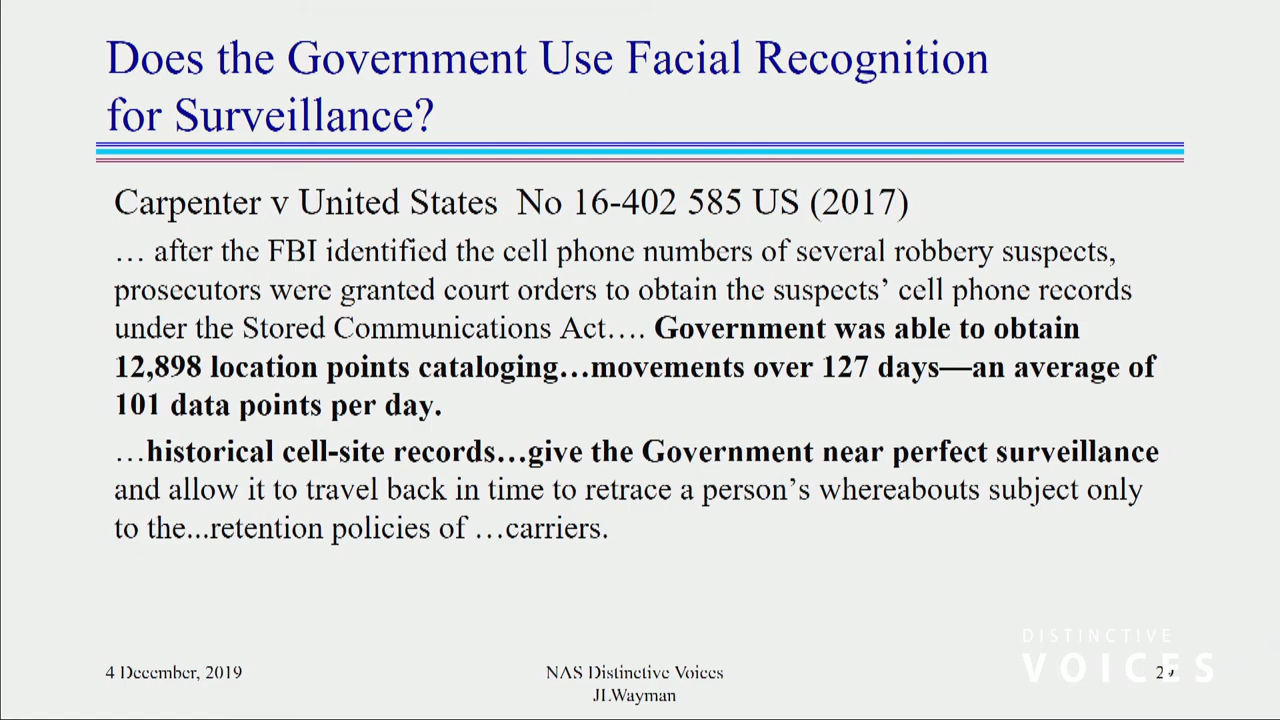 Does the Government Use Facial Recognition
for Surveillance?
Carpenter v United States No 16-402 585 US (2017)
… after the FBI identified the cell phone numbers of several robbery suspects,
prosecutors were granted court orders to obtain the suspects’ cell phone records
under the Stored Communications Act…. Government was able to obtain
12,898 location points cataloging…movements over 127 days—an average of
101 data points per day.
…historical cell-site records…give the Government near perfect surveillance
and allow it to travel back in time to retrace a person’s whereabouts subject only
to the...retention policies of …carriers.
DISTINCTIVE
VOICES
4 December, 2019
NAS Distinctive Voices
JLWayman